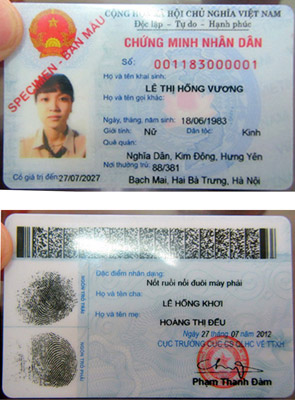 CỘNG HÒA XÃ HỘI CHỦ NGHĨA VIỆT NAM
Độc lập - Tự do - Hạnh phúc
CHỨNG MINH NHÂN DÂN
SPECIMEN - BẢN MẪU
Số: 001183000001
Họ và tên khai sinh:
LÊ THỊ HỒNG VƯƠNG
Họ và tên gọi khác:
Ngày, tháng, năm sinh: 18/06/1983
Giới tính: Nữ Dân tộc: Kinh
Quê quán:
Nghĩa Dân, Kim Động, Hưng Yên
Nơi thường trú: 88/381
Bạch Mai, Hai Bà Trưng, Hà Nội
Có giá trị đến 27/07/2027
Đặc điểm nhận dạng:
Nốt ruồi nối đuôi mày phải
Họ và tên cha:
LÊ HỒNG KHƠI
Họ và tên mẹ:
HOÀNG THỊ ĐỀU
Ngày 27 tháng 07 năm 2012
CỤC TRƯỞNG CỤC CS QLHC VỀ TTXH
Phạm Thanh Đàm
NGÓN TRỎ TRÁI
NGÓN TRỎ PHẢI